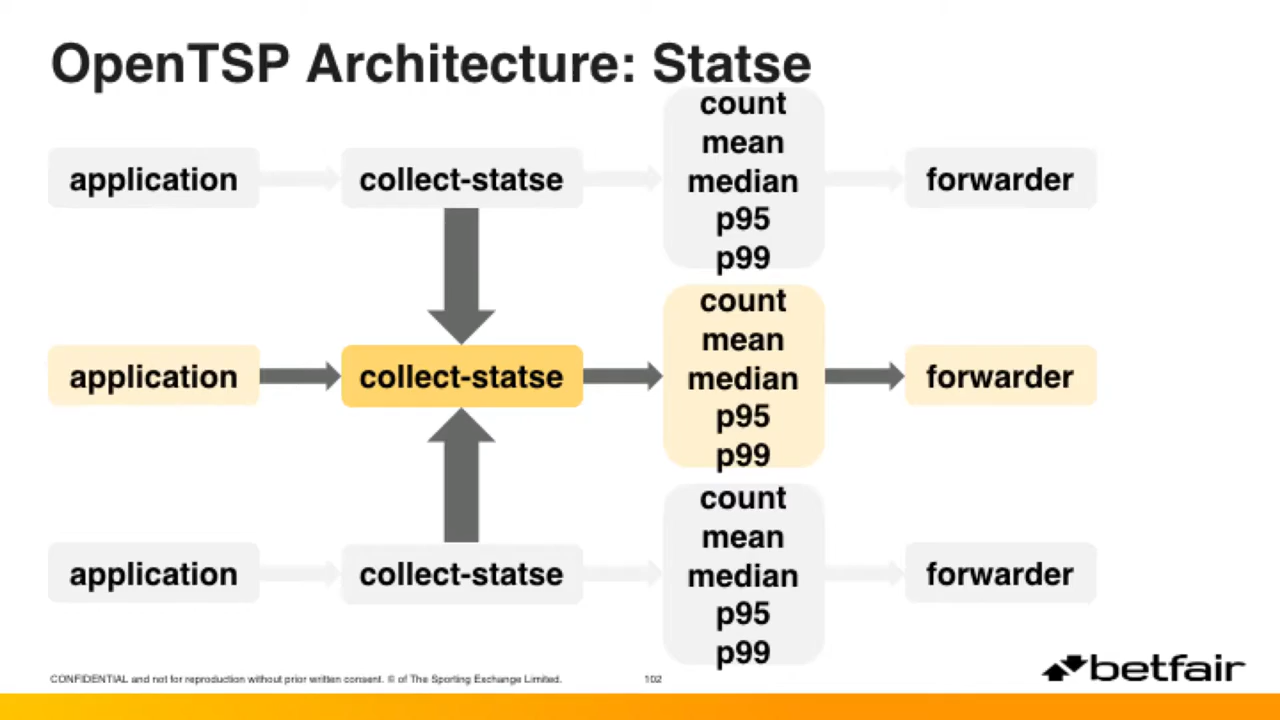 OpenTSP Architecture: Statse
application
collect-statse
count
mean
median
p95
p99
forwarder
application
collect-statse
count
mean
median
p95
p99
forwarder
application
collect-statse
count
mean
median
p95
p99
forwarder
CONFIDENTIAL and not for reproduction without prior written consent. © of The Sporting Exchange Limited.
102
betfair